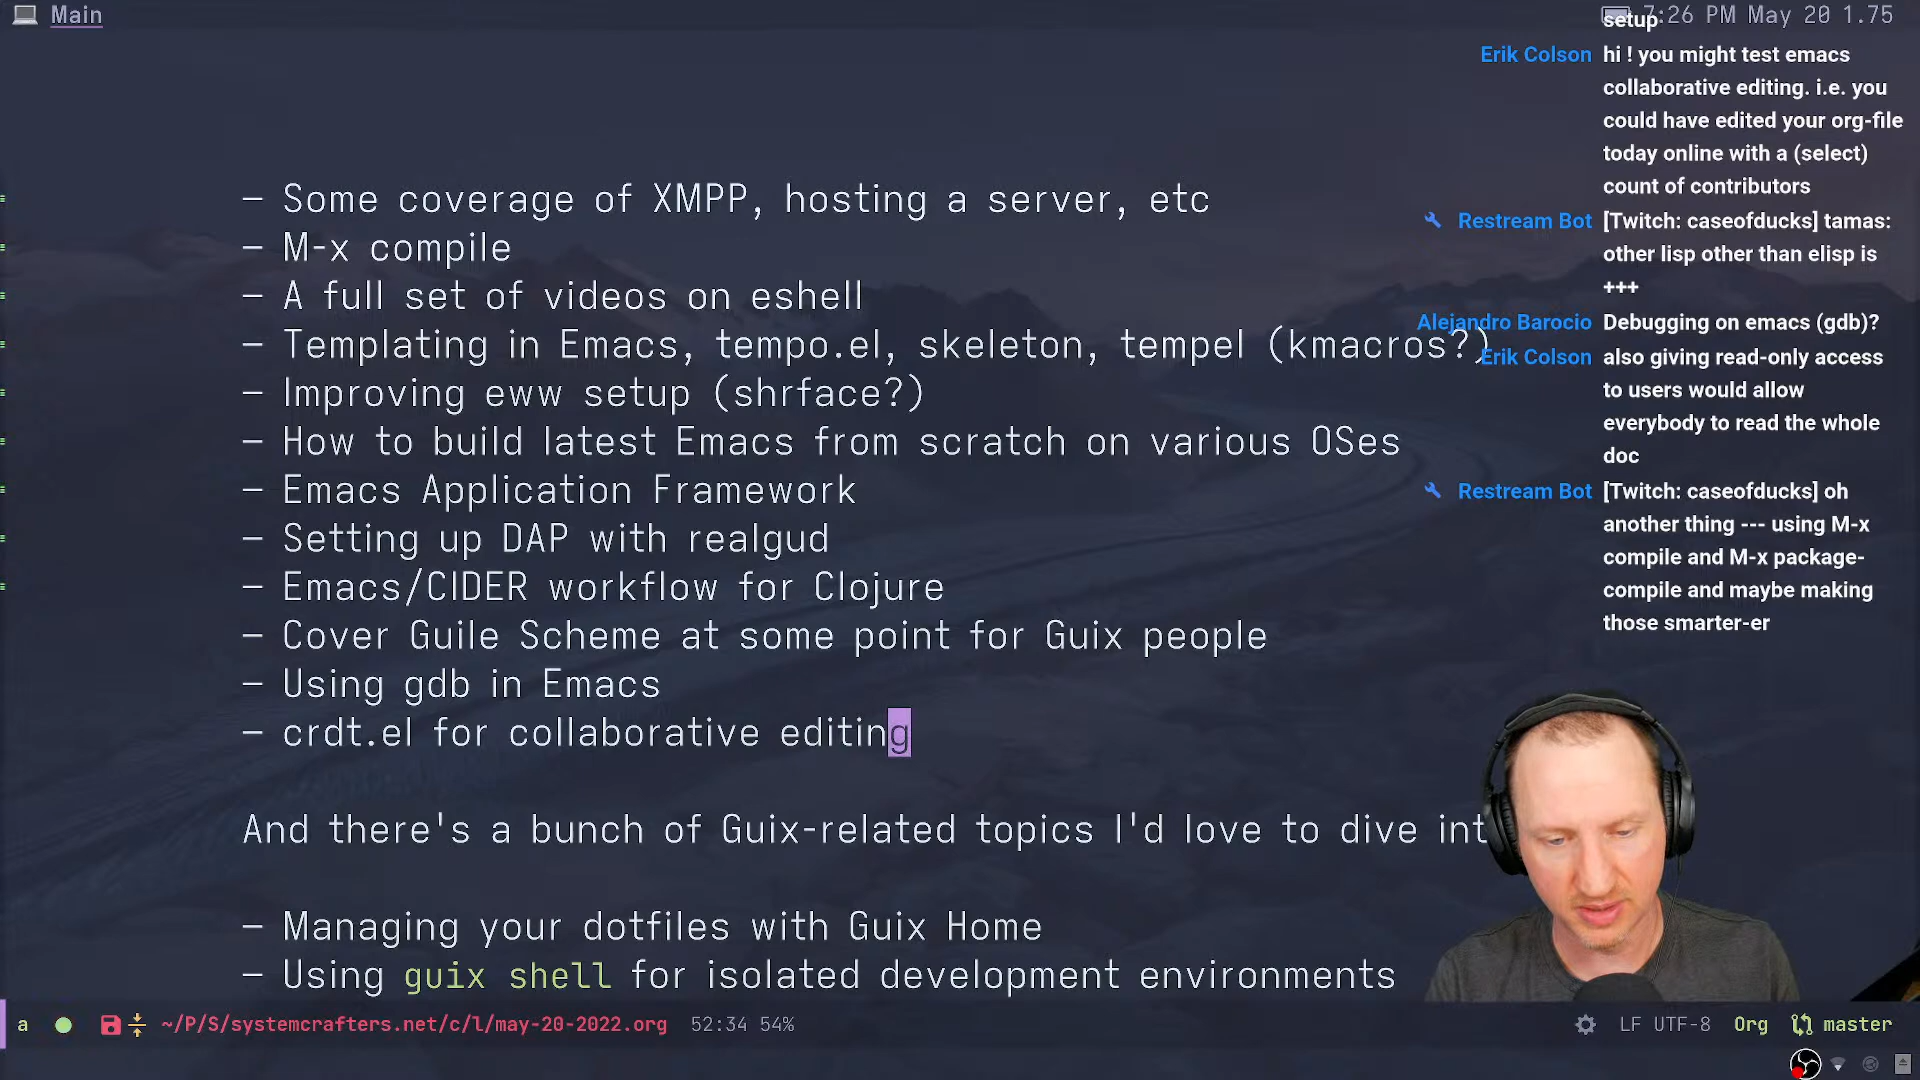 Main
7:26 PM May 20 1.75
– Some coverage of XMPP, hosting a server, etc
– M-x compile
– A full set of videos on eshell
– Templating in Emacs, tempo.el, skeleton, tempel (kmacros?)
– Improving eww setup (shrface?)
– How to build latest Emacs from scratch on various OSes
– Emacs Application Framework
– Setting up DAP with realgud
– Emacs/CIDER workflow for Clojure
– Cover Guile Scheme at some point for Guix people
– Using gdb in Emacs
– crdt.el for collaborative editing
And there's a bunch of Guix-related topics I'd love to dive int
– Managing your dotfiles with Guix Home
– Using guix shell for isolated development environments
setup
Erik Colson hi ! you might test emacs
collaborative editing. i.e. you
could have edited your org-file
today online with a (select)
count of contributors
Restream Bot [Twitch: caseofducks] tamas:
other lisp other than elisp is
+++
Alejandro Barocio Debugging on emacs (gdb)?
Erik Colson also giving read-only access
to users would allow
everybody to read the whole
doc
Restream Bot [Twitch: caseofducks] oh
another thing --- using M-x
compile and M-x package-
compile and maybe making
those smarter-er
a ~/P/S/systemcrafters.net/c/l/may-20-2022.org 52:34 54% LF UTF-8 Org master